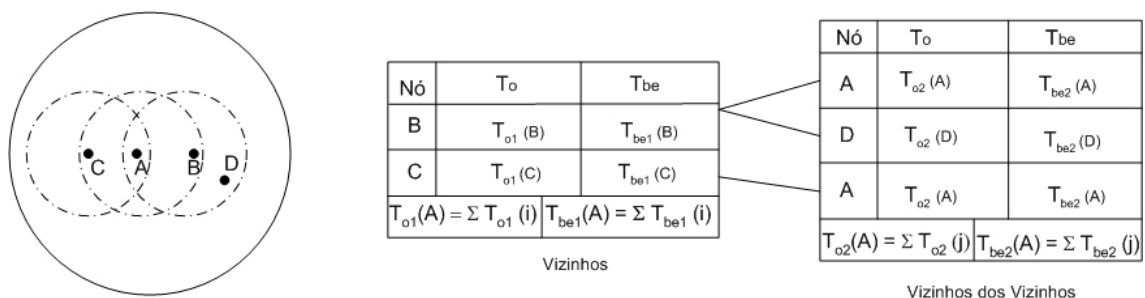 C A B D
Nó To Tbe
B To1 (B) Tbe1 (B)
C To1 (C) Tbe1 (C)
To1(A) = Σ To1 (i) Tbe1(A) = Σ Tbe1 (i)
Vizinhos
Nó To Tbe
A To2 (A) Tbe2 (A)
D To2 (D) Tbe2 (D)
A To2 (A) Tbe2 (A)
To2(A) = Σ To2 (j) Tbe2(A) = Σ Tbe2 (j)
Vizinhos dos Vizinhos